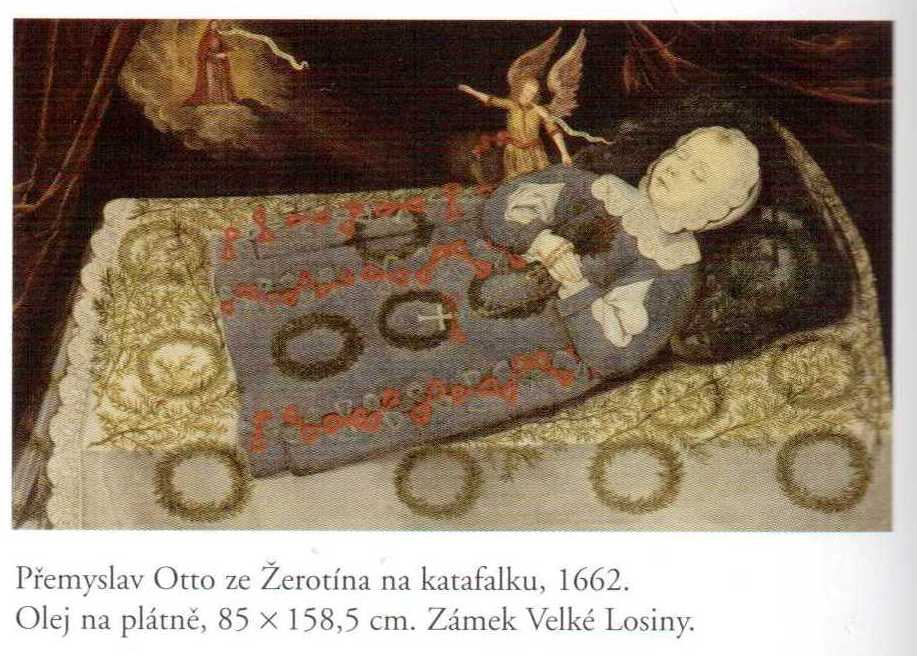 Přemyslav Otto ze Žerotína na katafalku, 1662.
Olej na plátně, 85 × 158,5 cm. Zámek Velké Losiny.